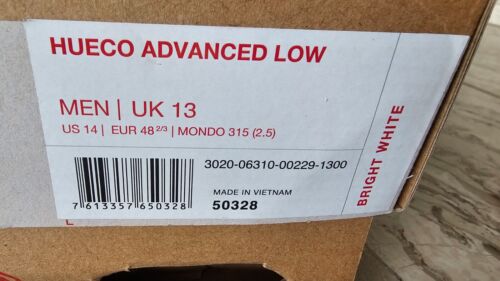 HUECO ADVANCED LOW
MEN | UK 13
US 14 | EUR 48 2/3 | MONDO 315 (2.5)
3020-06310-00229-1300
MADE IN VIETNAM
50328
7 613357 650328
BRIGHT WHITE
L